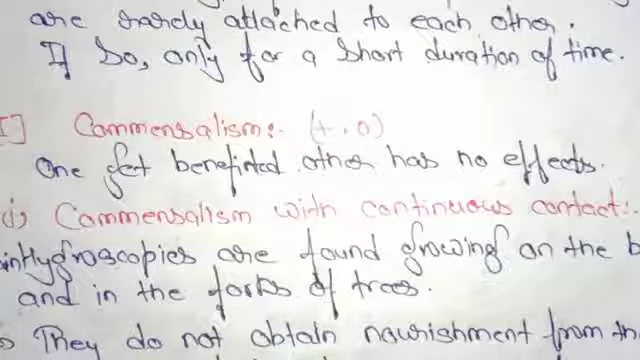 are rarely attached to each other.
If So, only for a short duration of time.
I] Commensalism:- (+, 0)
One get benefited other has no effects.
(i) Commensalism with continuous contact:
are found growing on the b
and in the forks of trees.
They do not obtain nourishment from th